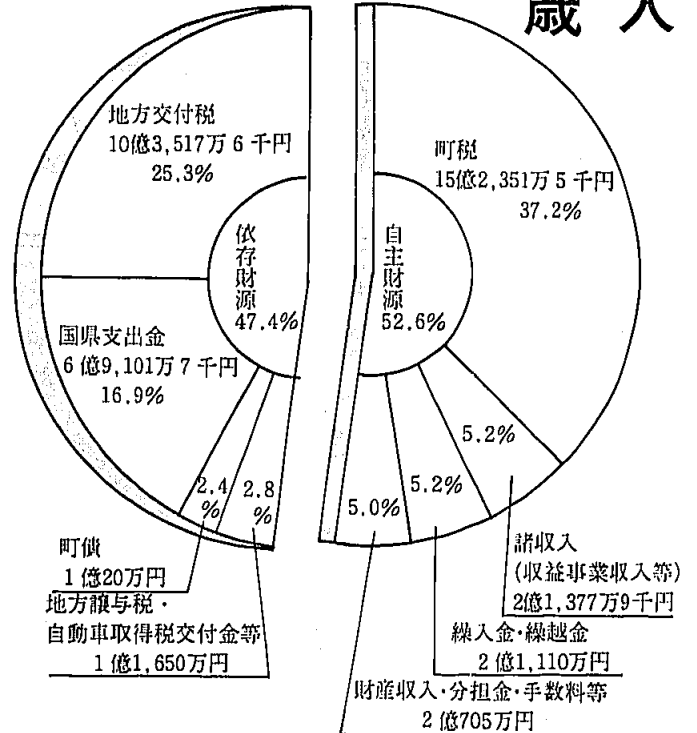 歳入
地方交付税
10億3,517万6千円
25.3%
町税
15億2,351万5千円
37.2%
依存財源
47.4%
自主財源
52.6%
国県支出金
6億9,101万7千円
16.9%
2.4%
2.8%
5.0%
5.2%
5.2%
町債
1億20万円
地方譲与税・
自動車取得税交付金等
1億1,650万円
諸収入
(収益事業収入等)
2億1,377万9千円
繰入金・繰越金
2億1,110万円
財産収入・分担金・手数料等
2億705万円